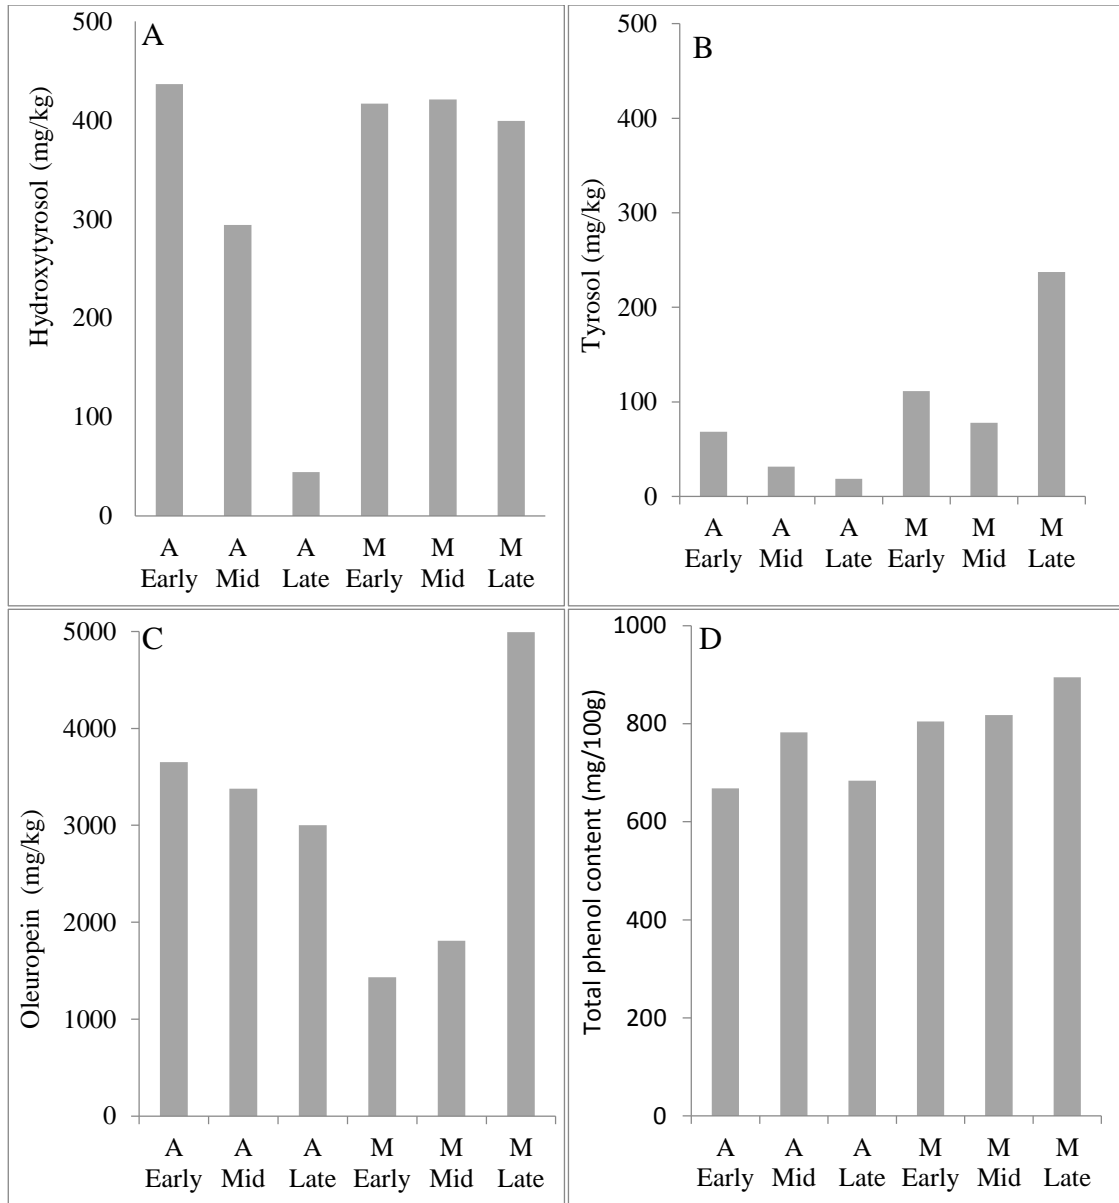 A
Hydroxytyrosol (mg/kg)
500
400
300
200
100
0
A A A M M M
Early Mid Late Early Mid Late
B
Tyrosol (mg/kg)
500
400
300
200
100
0
A A A M M M
Early Mid Late Early Mid Late
C
Oleuropein (mg/kg)
5000
4000
3000
2000
1000
0
A A A M M M
Early Mid Late Early Mid Late
D
Total phenol content (mg/100g)
1000
800
600
400
200
0
A A A M M M
Early Mid Late Early Mid Late